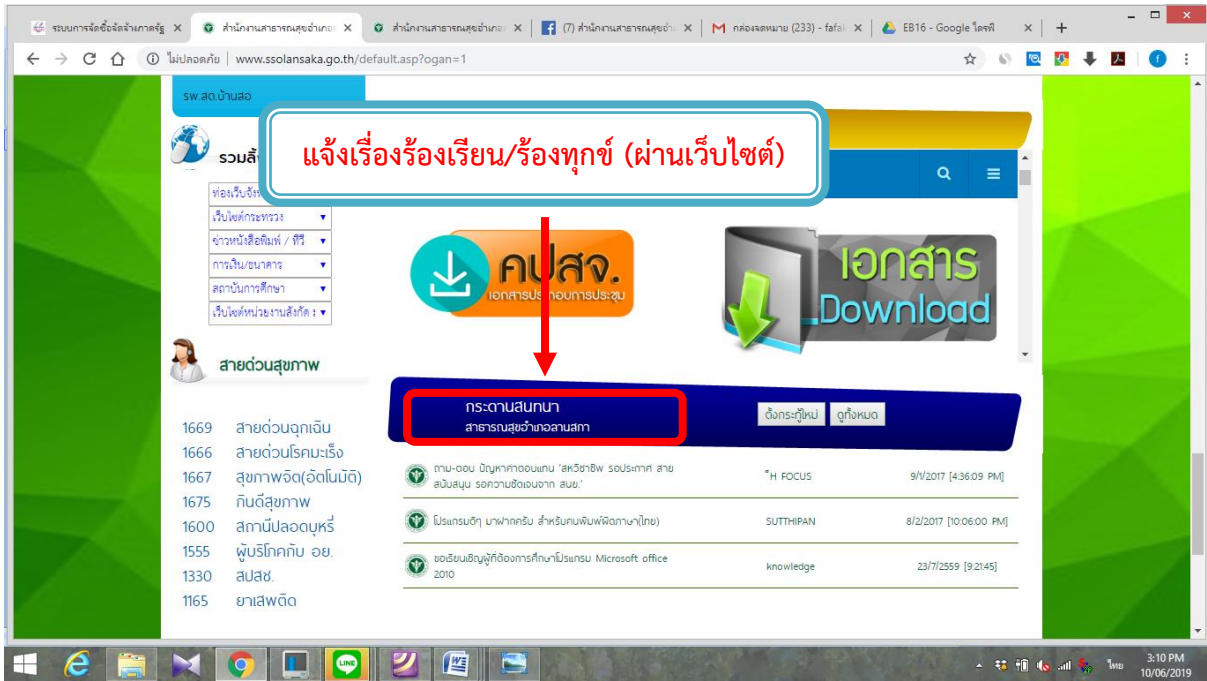 ระบบการจัดซื้อจัดจ้างภาครัฐ
สำนักงานสาธารณสุขอำเภอ
สำนักงานสาธารณสุขอำเภอ
(7) สำนักงานสาธารณสุขอำ
กล่องจดหมาย (233) - fafa
EB16 - Google ไดรฟ์
ไม่ปลอดภัย
www.ssolansaka.go.th/default.asp?ogan=1
รพ.สต.บ้านสอ
แจ้งเรื่องร้องเรียน/ร้องทุกข์ (ผ่านเว็บไซต์)
รวมลิ้
ท่องเว็บจัง
เว็บไซต์กระทรวง
ข่าวหนังสือพิมพ์ / ทีวี
การเงิน/ธนาคาร
สถาบันการศึกษา
เว็บไซต์หน่วยงานสังกัด
คปสจ.
เอกสารประกอบการประชุม
เอกสาร
Download
สายด่วนสุขภาพ
1669 สายด่วนฉุกเฉิน
1666 สายด่วนโรคมะเร็ง
1667 สุขภาพจิต(อัตโนมัติ)
1675 กินดีสุขภาพ
1600 สถานีปลอดบุหรี่
1555 ผู้บริโภคกับ อย.
1330 สปสช.
1165 ยาเสพติด
กระดานสนทนา
สาธารณสุขอำเภอลานสกา
ตั้งกระทู้ใหม่
ดูทั้งหมด
ถาม-ตอบ ปัญหาค่าตอบแทน 'สหวิชาชีพ รอประกาศ สาย
สนับสนุน รอความชัดเจนจาก สนย.'
"H FOCUS
9/1/2017 [4:36:09 PM]
โปรแกรมดีๆ มาฝากครับ สำหรับคนพิมพ์ผิดภาษา(ไทย)
SUTTHIPAN
8/2/2017 [10:06:00 PM]
ขอเรียนเชิญผู้ที่ต้องการศึกษาโปรแกรม Microsoft office
2010
knowledge
23/7/2559 [9:21:45]
ไทย
3:10 PM
10/06/2019